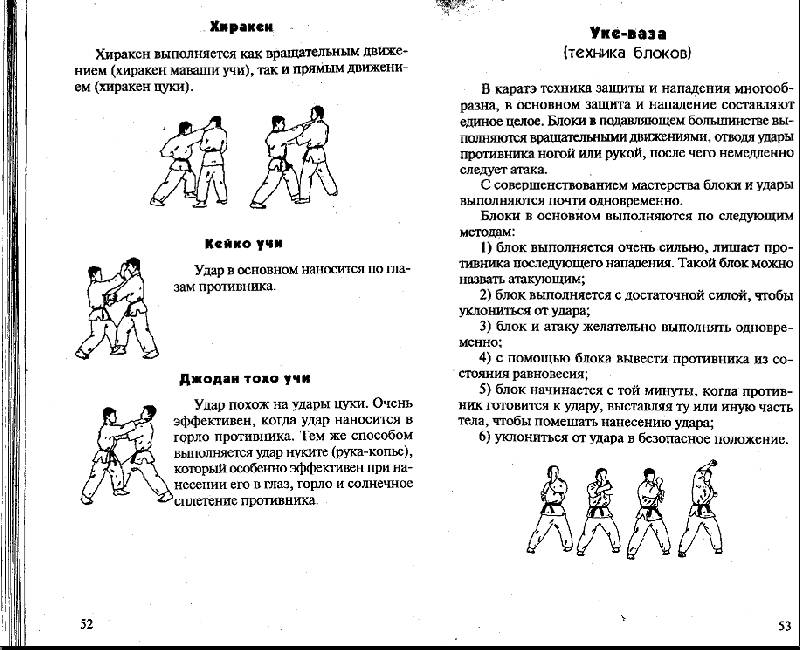 Хиракен
Хиракен выполняется как вращательным движе-
нием (хиракен маваши учи), так и прямым движени-
ем (хиракен цуки).
Кейко учи
Удар в основном наносится по гла-
зам противника.
Джодан тохо учи
Удар похож на удары цуки. Очень
эффективен, когда удар наносится в
горло противника. Тем же способом
выполняется удар нуките (рука-копье),
который особенно эффективен при на-
несении его в глаз, горло и солнечное
сплетение противника.
52
Уке-ваза
(техника блоков)
В каратэ техника защиты и нападения многооб-
разна, в основном защита и нападение составляют
единое целое. Блоки в подавляющем большинстве вы-
полняются вращательными движениями, отводя удары
противника ногой или рукой, после чего немедленно
следует атака.
С совершенствованием мастерства блоки и удары
выполняются почти одновременно.
Блоки в основном выполняются по следующим
методам:
1) блок выполняется очень сильно, лишает про-
тивника последующего нападения. Такой блок можно
назвать атакующим;
2) блок выполняется с достаточной силой, чтобы
уклониться от удара;
3) блок и атаку желательно выполнять одновре-
менно;
4) с помощью блока вывести противника из со-
стояния равновесия;
5) блок начинается с той минуты, когда против-
ник готовится к удару, выставляя ту или иную часть
тела, чтобы помешать нанесению удара;
6) уклониться от удара в безопасное положение.
53